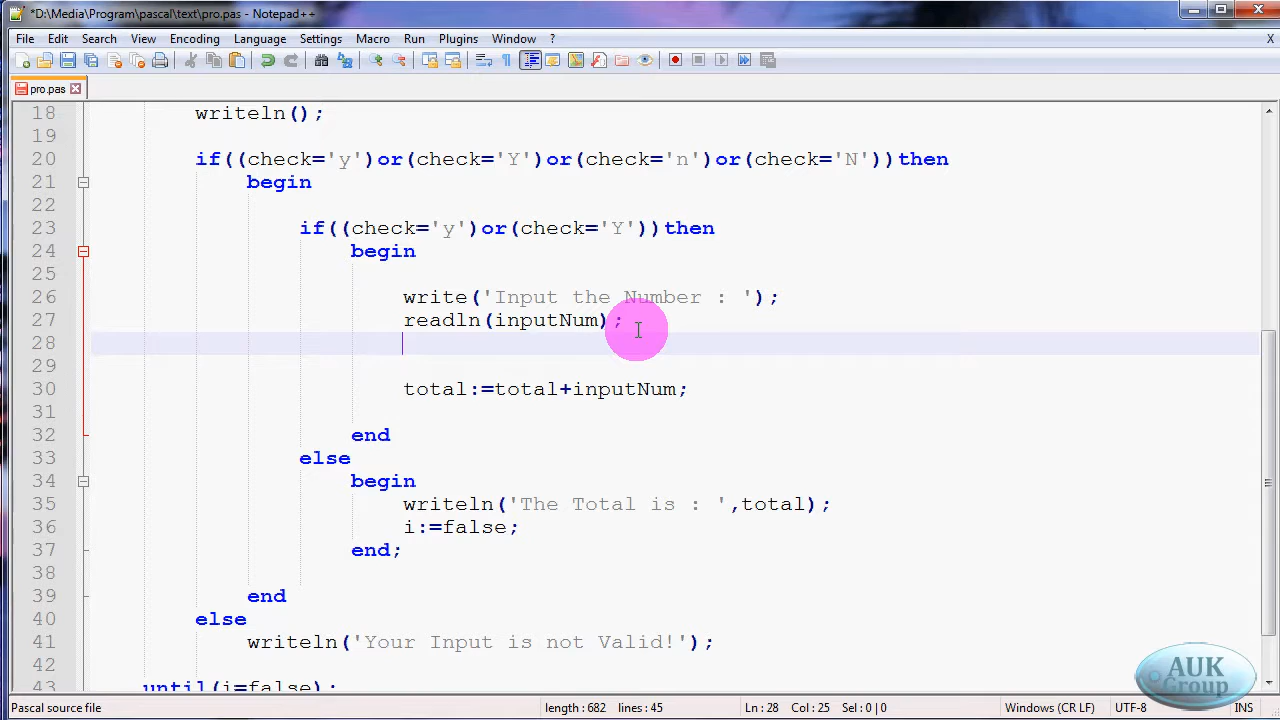 *D:\Media\Program\pascal\text\pro.pas - Notepad++
File Edit Search View Encoding Language Settings Macro Run Plugins Window ? X
pro.pas
18 writeln();
19
20 if((check='y')or(check='Y')or(check='n')or(check='N'))then
21 begin
22
23 if((check='y')or(check='Y'))then
24 begin
25
26 write('Input the Number : ');
27 readln(inputNum);
28
29
30 total:=total+inputNum;
31
32 end
33 else
34 begin
35 writeln('The Total is : ',total);
36 i:=false;
37 end;
38
39 end
40 else
41 writeln('Your Input is not Valid!');
42
43 until(i=false);
AUK
Group
Pascal source file length : 682 lines : 45 Ln : 28 Col : 25 Sel : 0 | 0 Windows (CR LF) UTF-8 INS